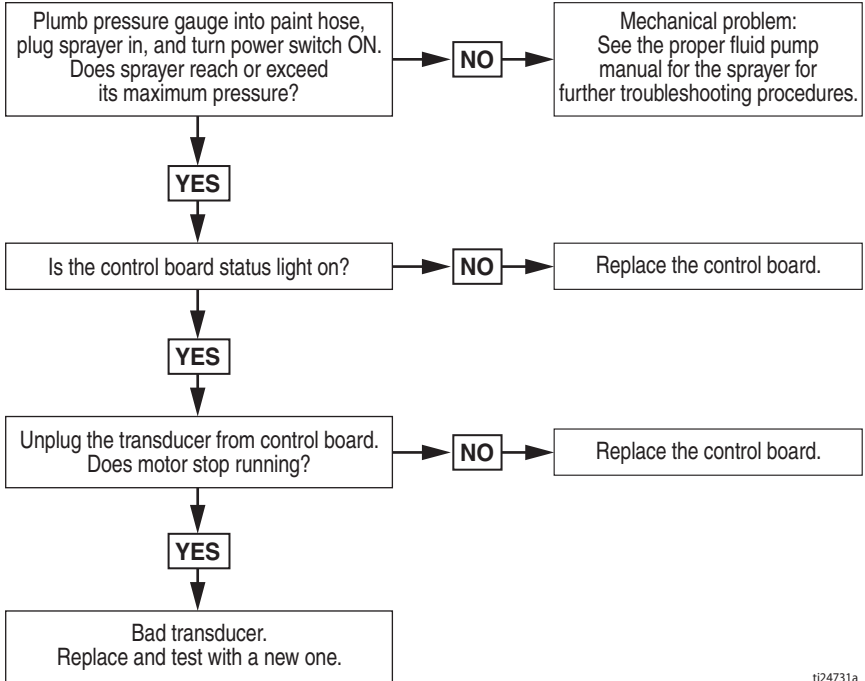 Plumb pressure gauge into paint hose,
plug sprayer in, and turn power switch ON.
Does sprayer reach or exceed
its maximum pressure?
NO
Mechanical problem:
See the proper fluid pump
manual for the sprayer for
further troubleshooting procedures.
YES
Is the control board status light on?
NO
Replace the control board.
YES
Unplug the transducer from control board.
Does motor stop running?
NO
Replace the control board.
YES
Bad transducer.
Replace and test with a new one.
ti24731a